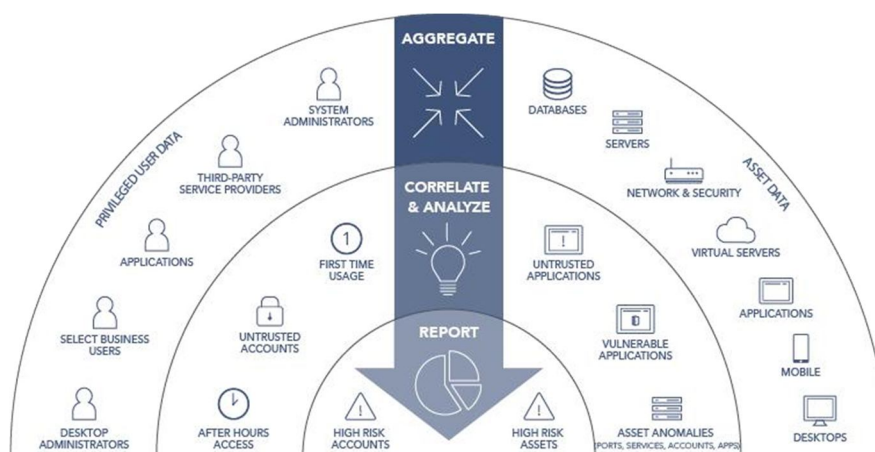 AGGREGATE
SYSTEM
ADMINISTRATORS
DATABASES
SERVERS
PRIVILEGED USER DATA
THIRD-PARTY
SERVICE PROVIDERS
NETWORK & SECURITY
ASSET DATA
CORRELATE
& ANALYZE
APPLICATIONS
1
FIRST TIME
USAGE
!
UNTRUSTED
APPLICATIONS
VIRTUAL SERVERS
SELECT BUSINESS
USERS
UNTRUSTED
ACCOUNTS
REPORT
VULNERABLE
APPLICATIONS
APPLICATIONS
MOBILE
DESKTOP
ADMINISTRATORS
AFTER HOURS
ACCESS
!
HIGH RISK
ACCOUNTS
!
HIGH RISK
ASSETS
ASSET ANOMALIES
(PORTS, SERVICES, ACCOUNTS, APPS)
DESKTOPS